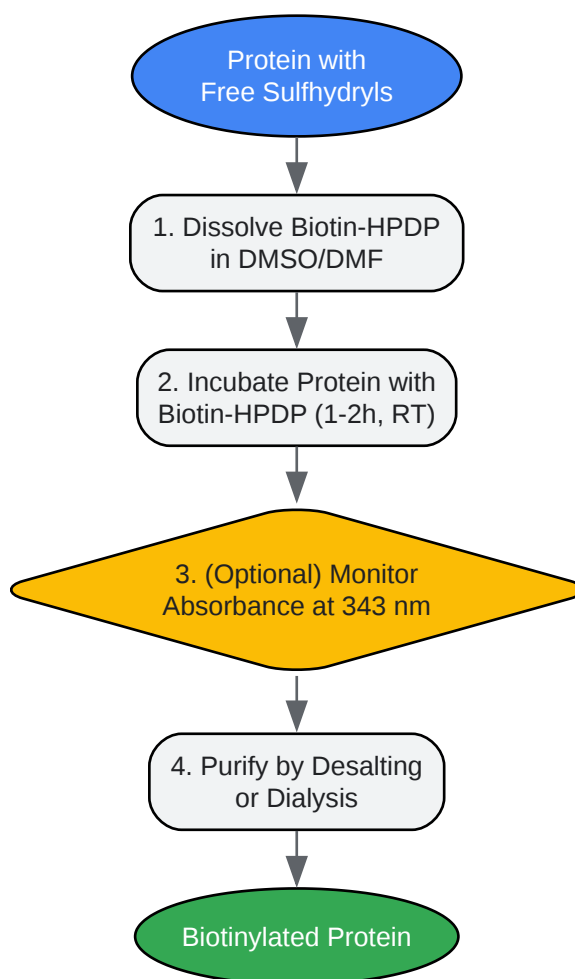 Protein with
Free Sulfhydryls
1. Dissolve Biotin-HPDP
in DMSO/DMF
2. Incubate Protein with
Biotin-HPDP (1-2h, RT)
3. (Optional) Monitor
Absorbance at 343 nm
4. Purify by Desalting
or Dialysis
Biotinylated Protein